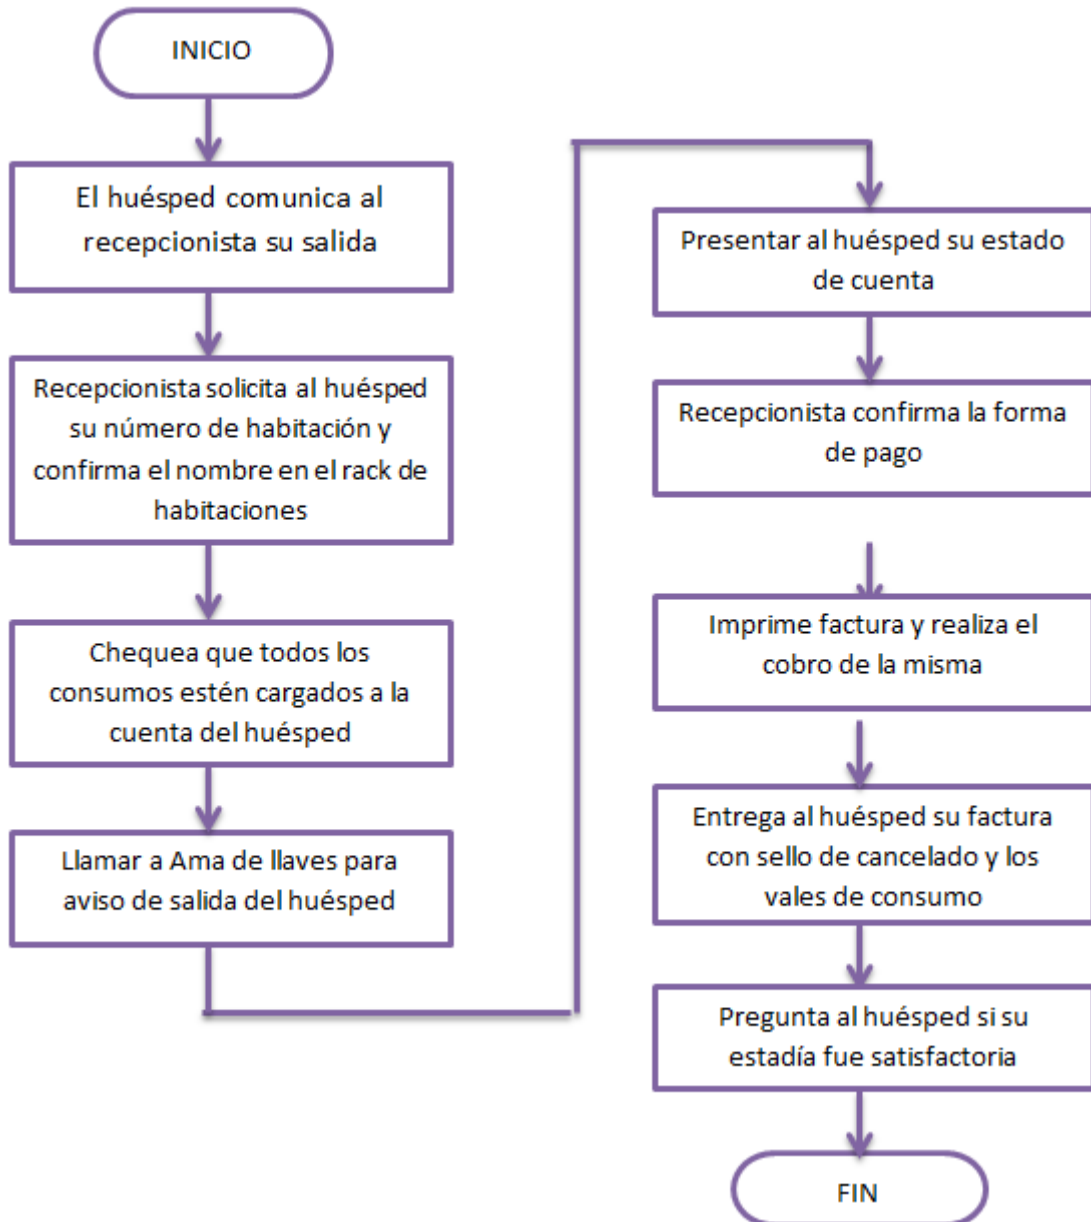 INICIO
El huésped comunica al
recepcionista su salida
Recepcionista solicita al huésped
su número de habitación y
confirma el nombre en el rack de
habitaciones
Chequea que todos los
consumos estén cargados a la
cuenta del huésped
Llamar a Ama de llaves para
aviso de salida del huésped
Presentar al huésped su estado
de cuenta
Recepcionista confirma la forma
de pago
Imprime factura y realiza el
cobro de la misma
Entrega al huésped su factura
con sello de cancelado y los
vales de consumo
Pregunta al huésped si su
estadía fue satisfactoria
FIN